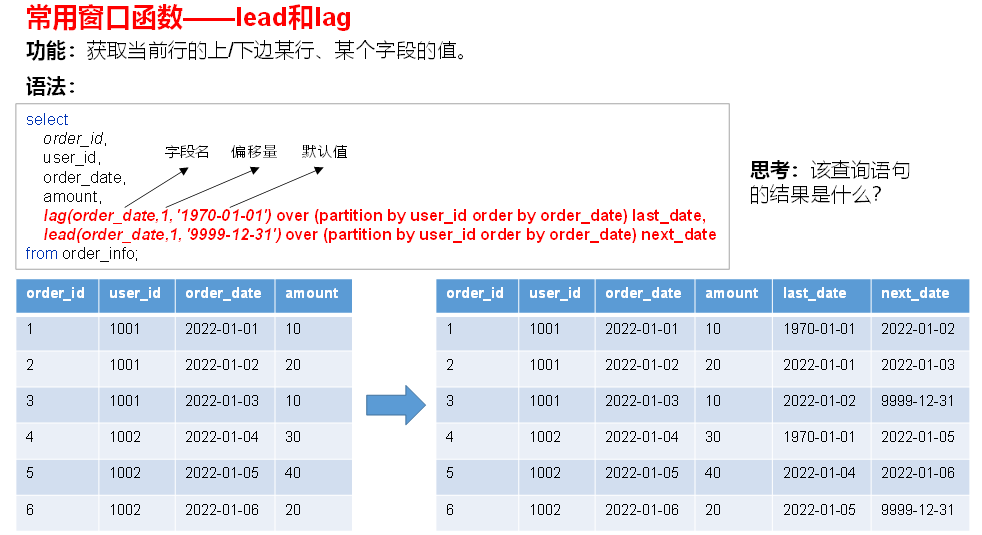 常用窗口函数——lead和lag
功能：获取当前行的上/下边某行、某个字段的值。
语法：
select
order_id,
user_id,
order_date,
amount,
字段名 偏移量 默认值
lag(order_date,1, '1970-01-01') over (partition by user_id order by order_date) last_date,
lead(order_date,1, '9999-12-31') over (partition by user_id order by order_date) next_date
from order_info;
思考：该查询语句
的结果是什么?
order_id user_id order_date amount
1 1001 2022-01-01 10
2 1001 2022-01-02 20
3 1001 2022-01-03 10
4 1002 2022-01-04 30
5 1002 2022-01-05 40
6 1002 2022-01-06 20
order_id user_id order_date amount last_date next_date
1 1001 2022-01-01 10 1970-01-01 2022-01-02
2 1001 2022-01-02 20 2022-01-01 2022-01-03
3 1001 2022-01-03 10 2022-01-02 9999-12-31
4 1002 2022-01-04 30 1970-01-01 2022-01-05
5 1002 2022-01-05 40 2022-01-04 2022-01-06
6 1002 2022-01-06 20 2022-01-05 9999-12-31